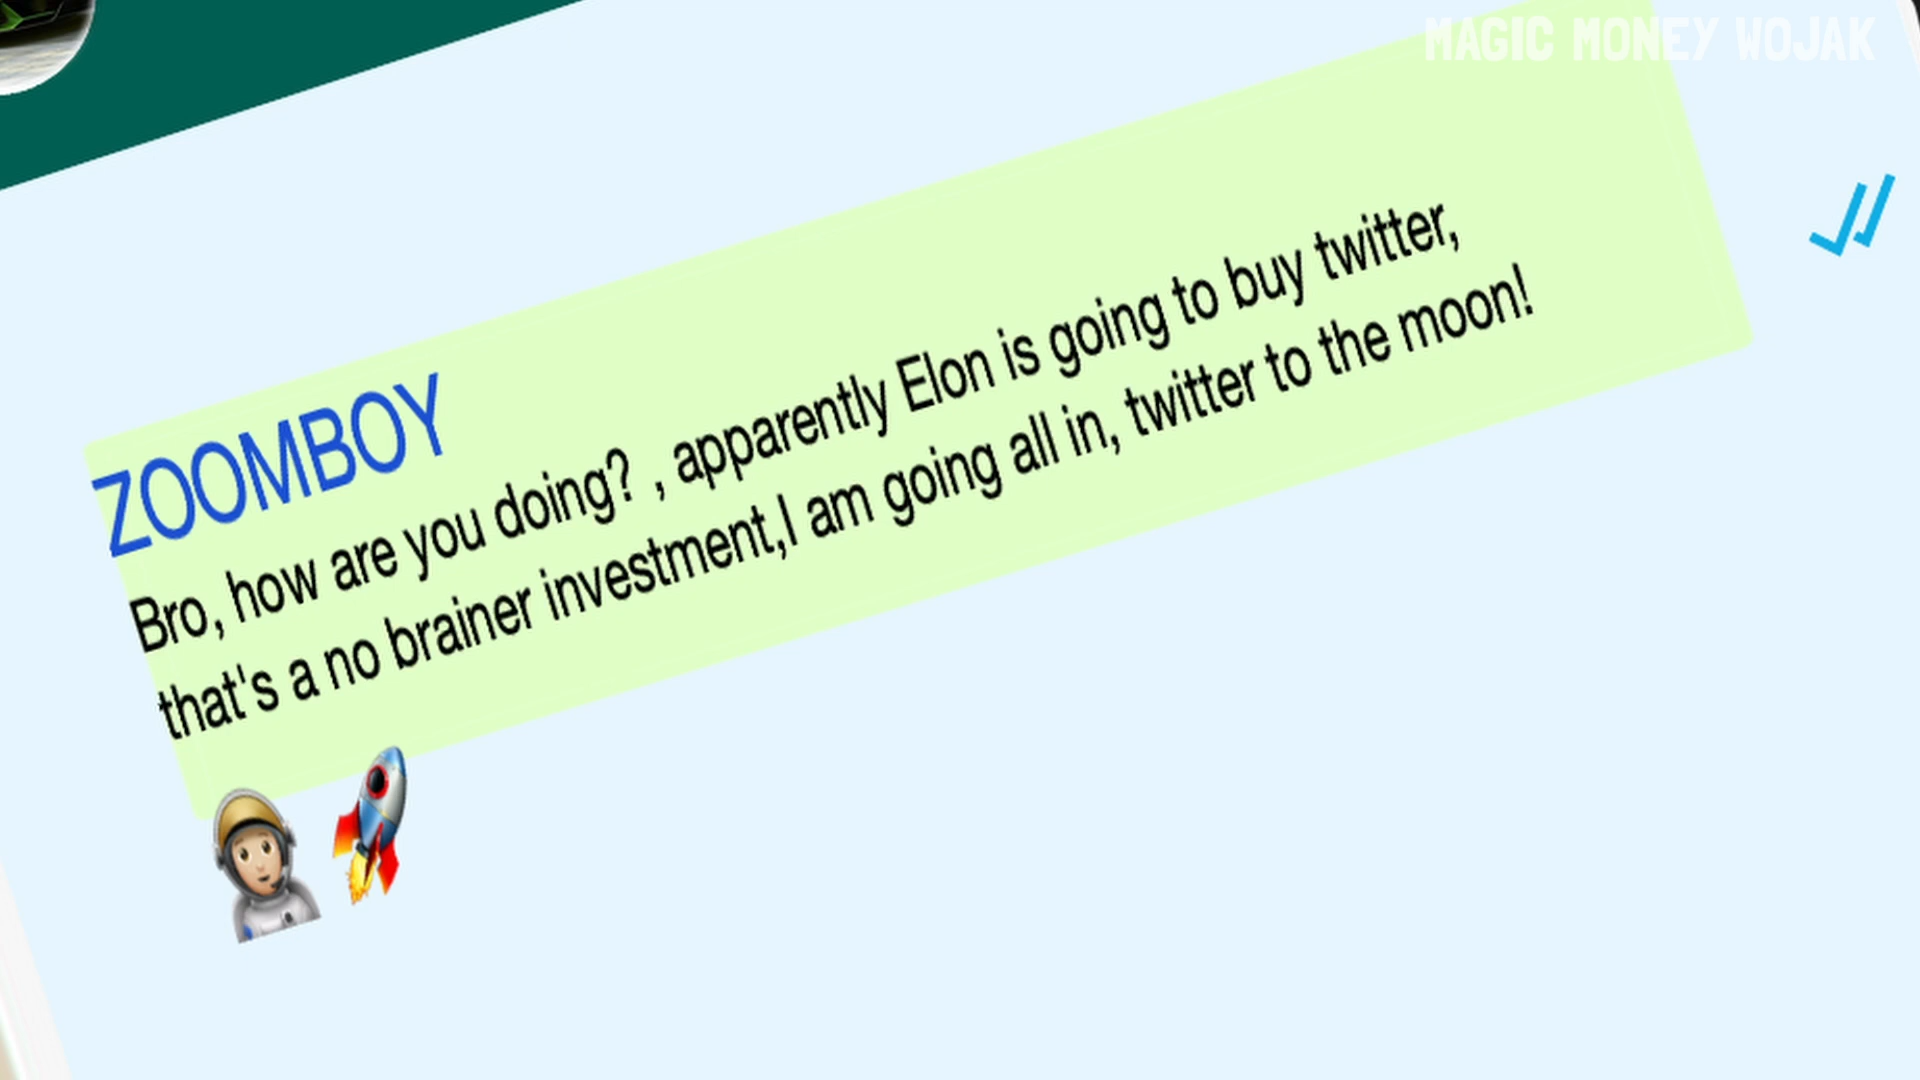 MAGIC MONEY WOJAK
ZOOMBOY
Bro, how are you doing? , apparently Elon is going to buy twitter,
that's a no brainer investment,I am going all in, twitter to the moon!